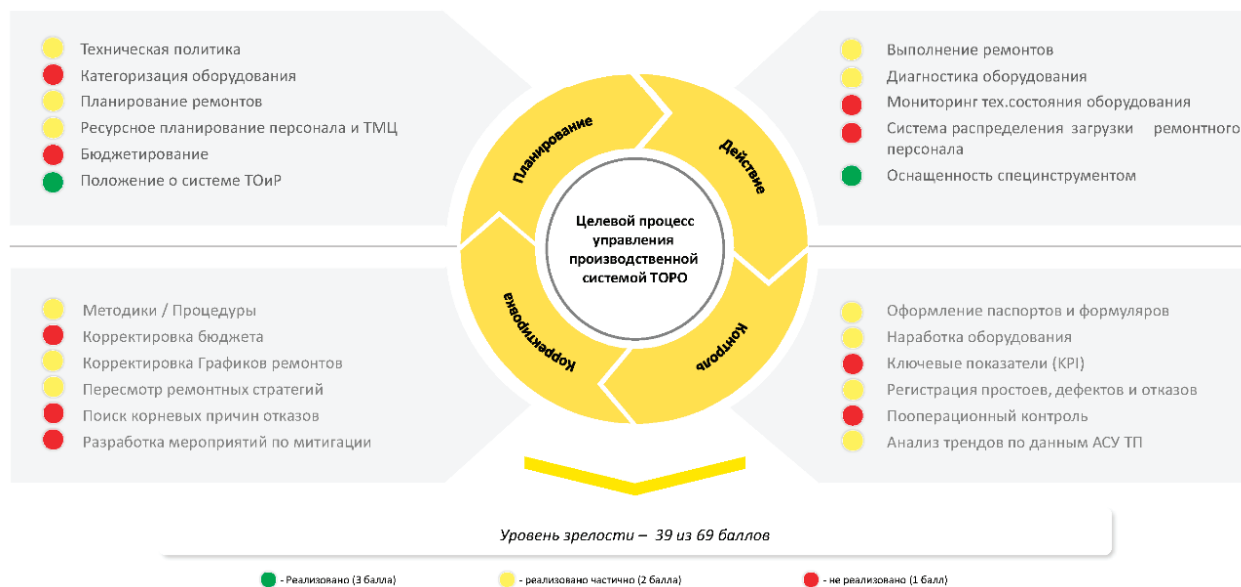 Техническая политика
Категоризация оборудования
Планирование ремонтов
Ресурсное планирование персонала и ТМЦ
Бюджетирование
Положение о системе ТОиР
Выполнение ремонтов
Диагностика оборудования
Мониторинг тех.состояния оборудования
Система распределения загрузки ремонтного
персонала
Оснащенность специнструментом
Планирование
Действие
Целевой процесс
управления
производственной
системой ТОРО
Корректировка
Контроль
Методики / Процедуры
Корректировка бюджета
Корректировка Графиков ремонтов
Пересмотр ремонтных стратегий
Поиск корневых причин отказов
Разработка мероприятий по митигации
Оформление паспортов и формуляров
Наработка оборудования
Ключевые показатели (KPI)
Регистрация простоев, дефектов и отказов
Пооперационный контроль
Анализ трендов по данным АСУ ТП
Уровень зрелости – 39 из 69 баллов
- Реализовано (3 балла)
- реализовано частично (2 балла)
- не реализовано (1 балл)